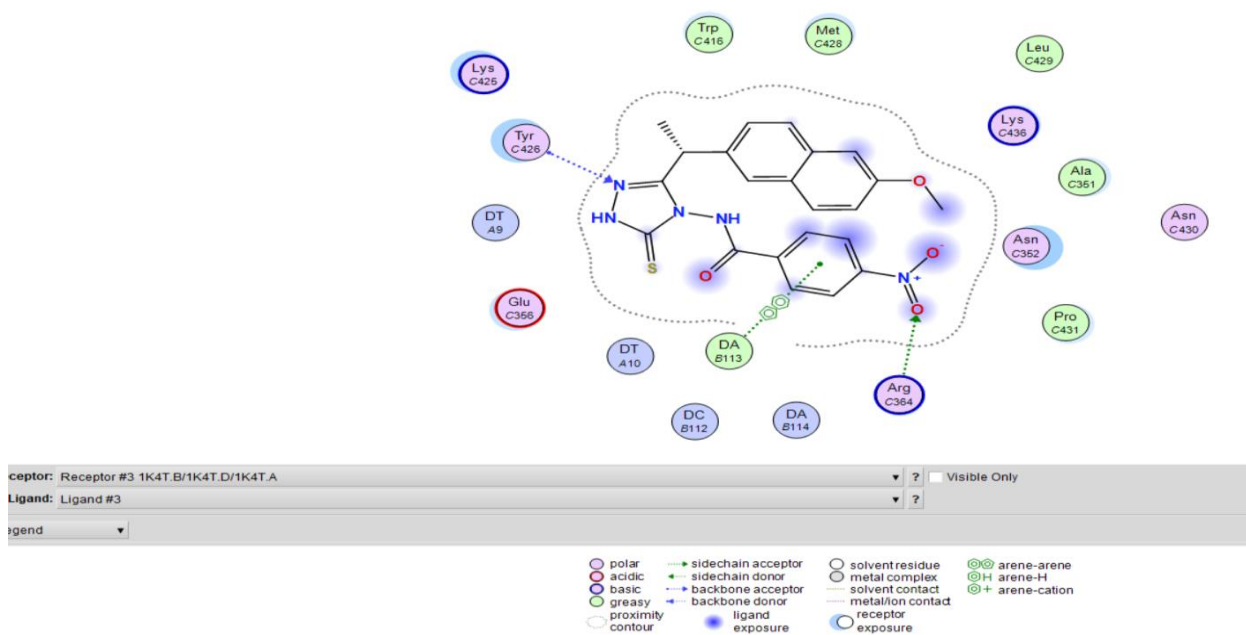 Trp
C416
Met
C428
Leu
C429
Lys
C425
Lys
C436
Tyr
C426
Ala
C351
O
N
HN
N
NH
DT
A9
Asn
C430
Asn
C352
O-
S
O
N+
O
Glu
C356
Pro
C431
DT
A10
DA
B113
Arg
C364
DC
B112
DA
B114
ceptor: Receptor #3 1K4T.B/1K4T.D/1K4T.A ? Visible Only
Ligand: Ligand #3 ?
egend
polar
acidic
basic
greasy
proximity
contour
sidechain acceptor
sidechain donor
backbone acceptor
backbone donor
ligand
exposure
solvent residue
metal complex
solvent contact
metal/ion contact
receptor
exposure
arene-arene
H arene-H
+ arene-cation